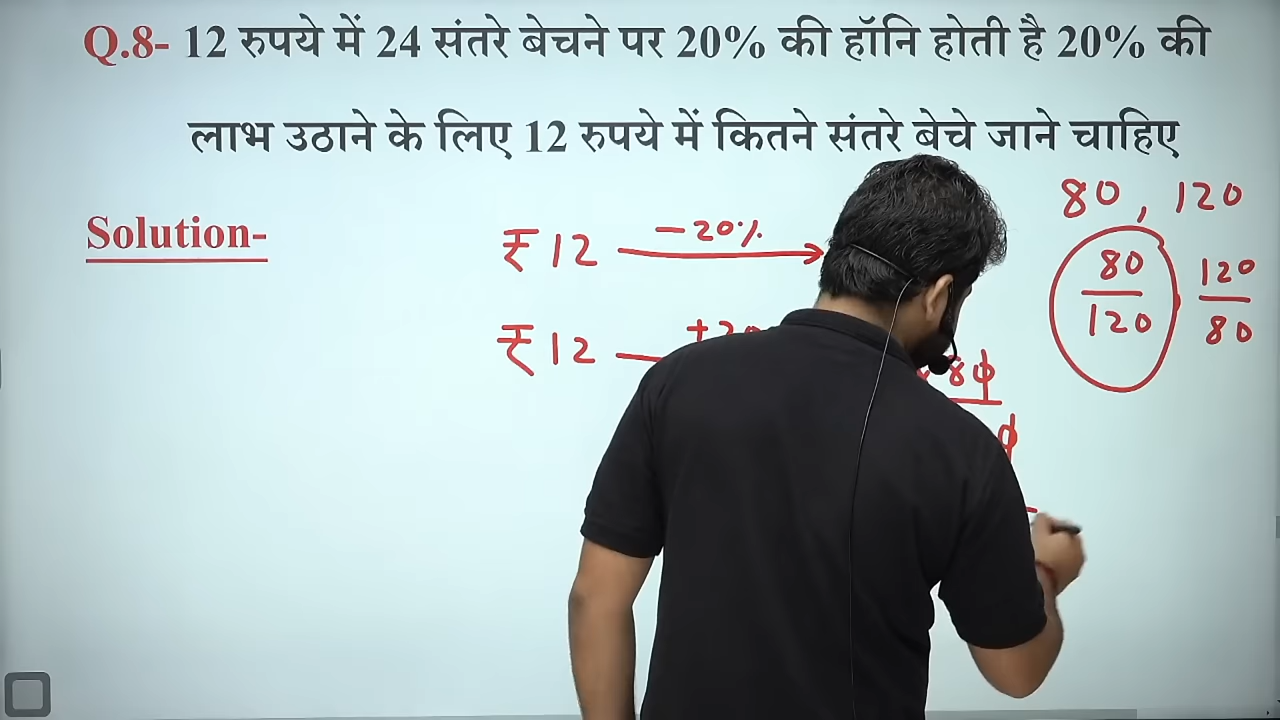 Q.8- 12 रुपये में 24 संतरे बेचने पर 20% की हॉनि होती है 20% की
लाभ उठाने के लिए 12 रुपये में कितने संतरे बेचे जाने चाहिए
Solution-
₹ 12 -20%
₹ 12
80, 120
80
120
120
80
80